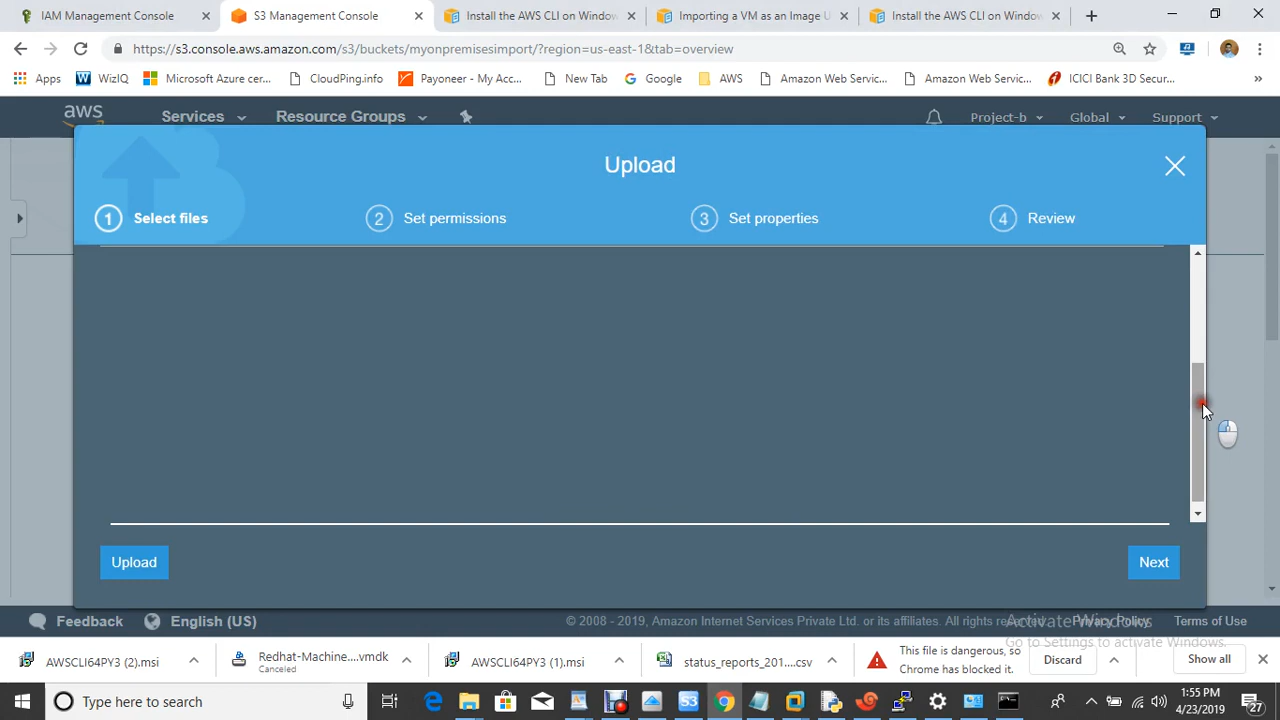 IAM Management Console
S3 Management Console
Install the AWS CLI on Window
Importing a VM as an Image U
Install the AWS CLI on Window
https://s3.console.aws.amazon.com/s3/buckets/myonpremisesimport/?region=us-east-1&tab=overview
Apps
WizIQ
Microsoft Azure cer...
CloudPing.info
Payoneer - My Acc...
New Tab
Google
AWS
Amazon Web Servic...
Amazon Web Servic...
ICICI Bank 3D Secur...
»
aws
Services
Resource Groups
Project-b
Global
Support
Upload
1 Select files
2 Set permissions
3 Set properties
4 Review
Upload
Next
Feedback
English (US)
© 2008 - 2019, Amazon Internet Services Private Ltd. or its affiliates. All rights reserved.
Privacy Policy
Terms of Use
Activate Windows
Go to Settings to activate Windows.
AWSCLI64PY3 (2).msi
Redhat-Machine....vmdk
Canceled
AWSCLI64PY3 (1).msi
status_reports_201....csv
This file is dangerous, so
Chrome has blocked it.
Discard
Show all
Type here to search
S3
1:55 PM
4/23/2019
27